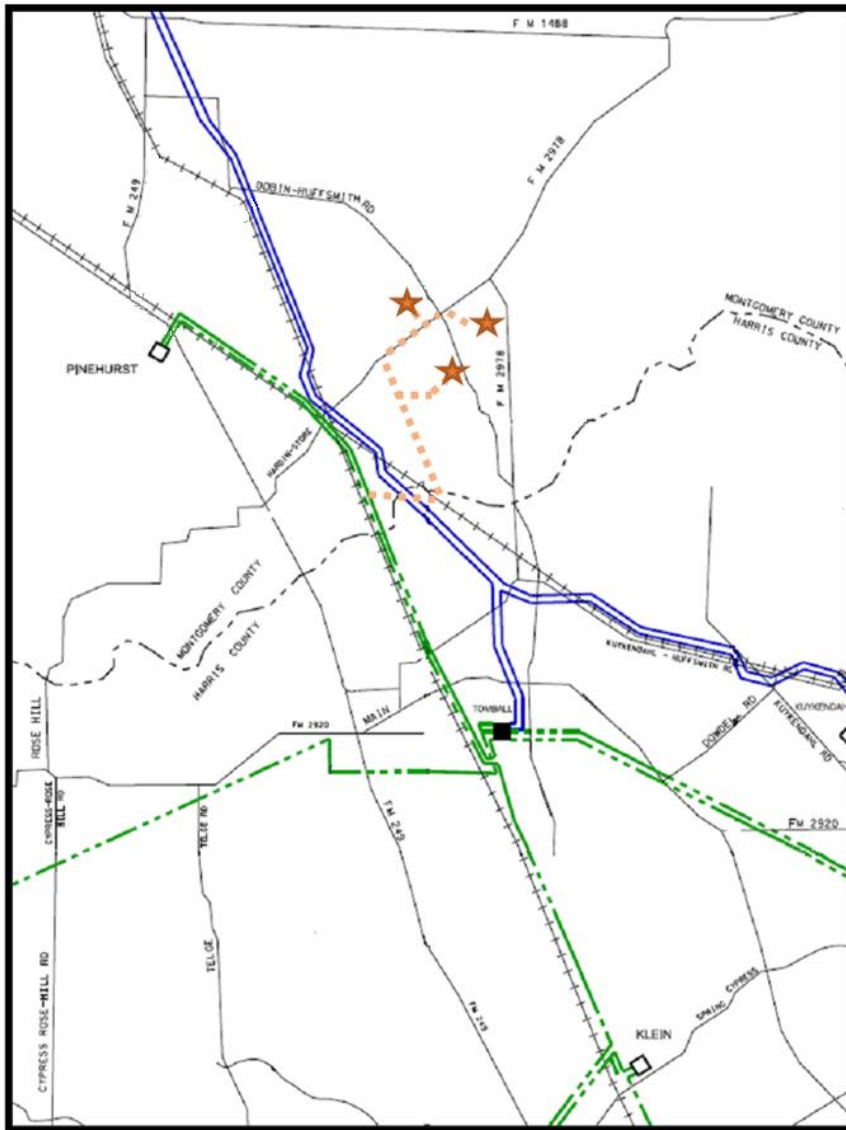 F M 1488
F M 2978
DOBIN-HUFFSMITH RD
F M 249
MONTGOMERY COUNTY
HARRIS COUNTY
PINEHURST
F M 2978
HARDIN-STORE
MONTGOMERY COUNTY
HARRIS COUNTY
KUYKENDAHL - HUFFSMITH RD
ROSE HILL
MAIN
TOMBALL
KUYKENDAH
DOWDEL RD
KUYKENDAHL RD
FM 2920
CYPRESS-ROSE
HILL RD
TELGE RD
FM 249
FM 2920
TELGE
SPRING CYPRESS
CYPRESS ROSE-HILL RD
FM 249
KLEIN